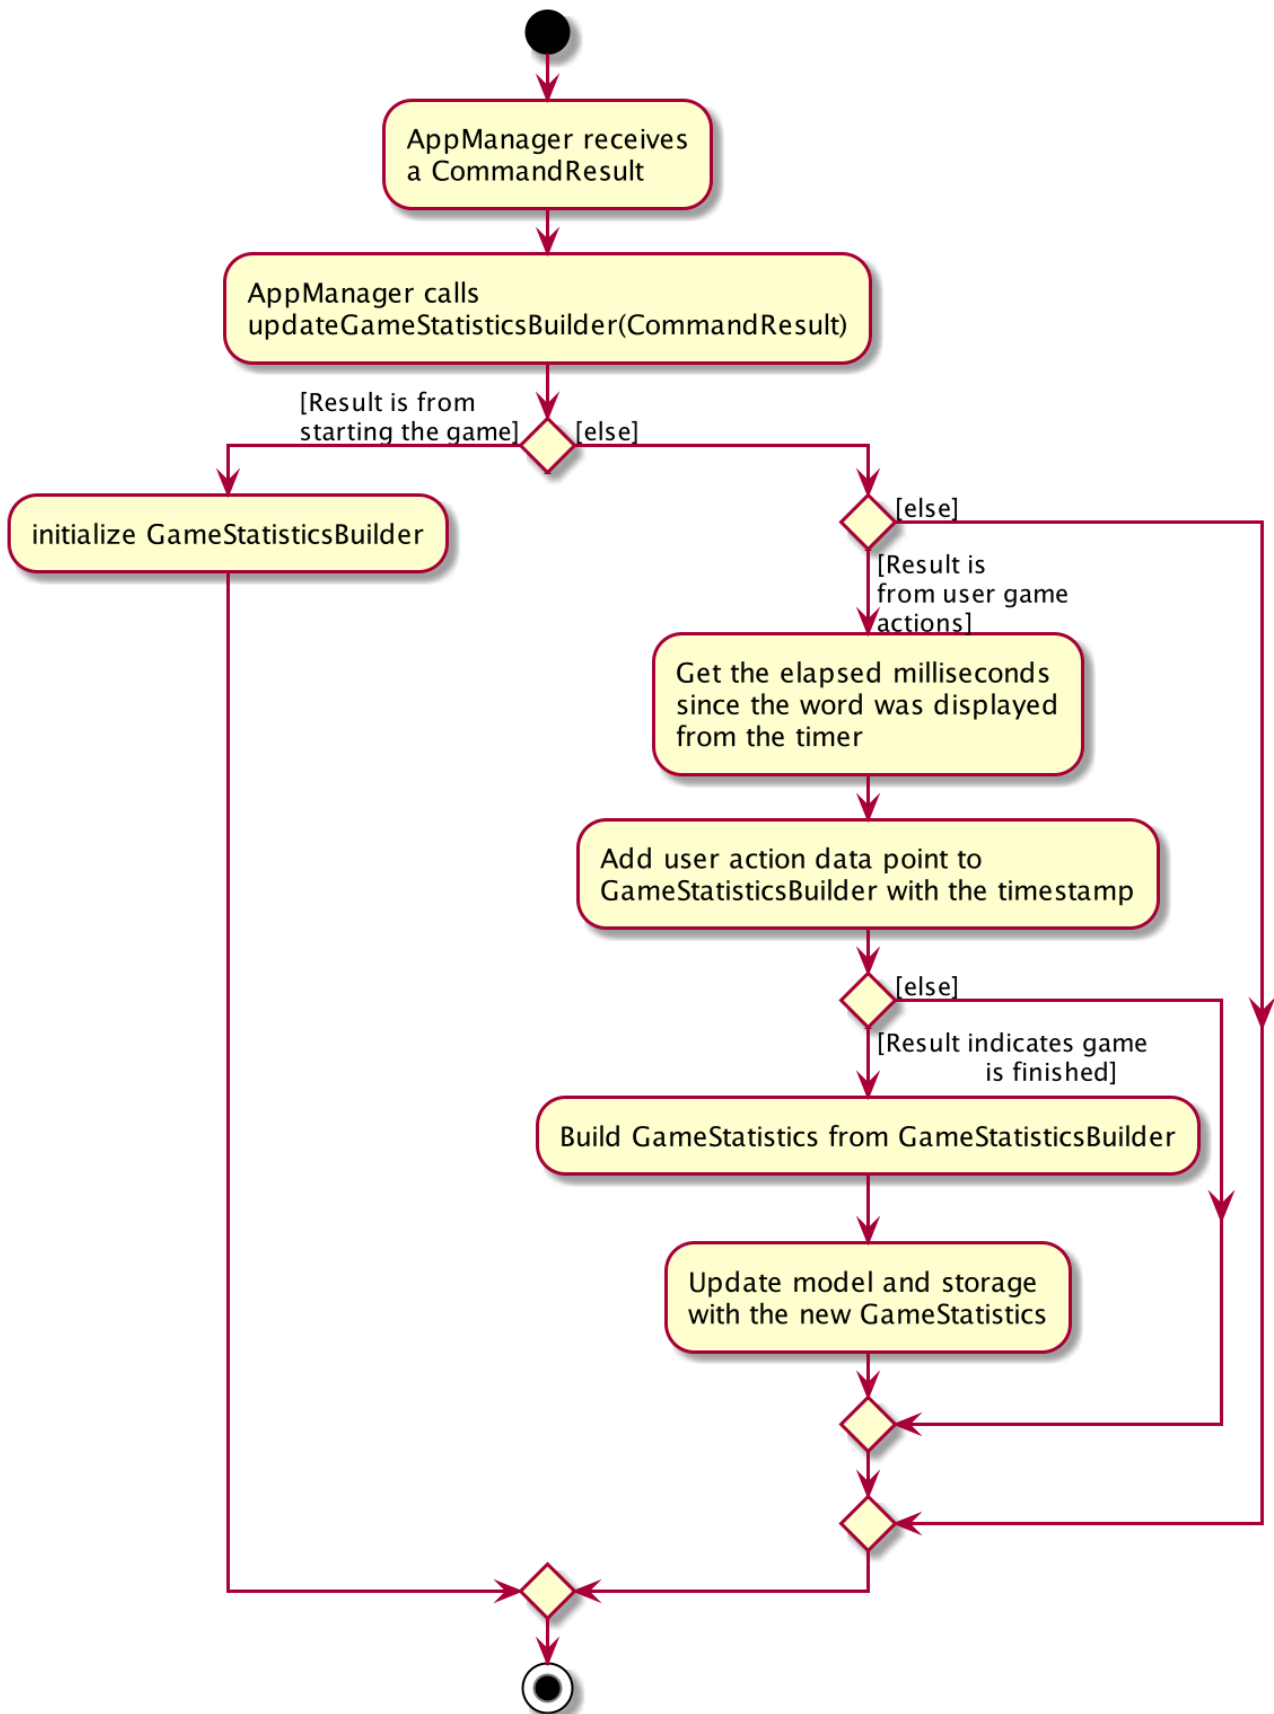 AppManager receives
a CommandResult
AppManager calls
updateGameStatisticsBuilder(CommandResult)
[Result is from
starting the game]
[else]
initialize GameStatisticsBuilder
[else]
[Result is
from user game
actions]
Get the elapsed milliseconds
since the word was displayed
from the timer
Add user action data point to
GameStatisticsBuilder with the timestamp
[else]
[Result indicates game
is finished]
Build GameStatistics from GameStatisticsBuilder
Update model and storage
with the new GameStatistics